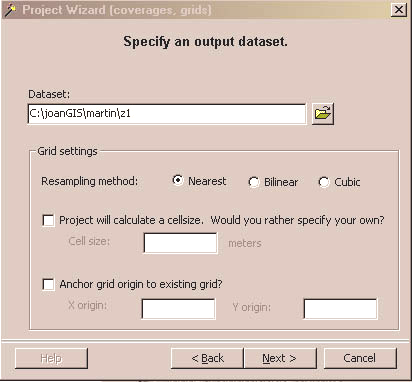 Project Wizard (coverages, grids)
Specify an output dataset.
Dataset:
C:\joanGIS\martin\z1
Grid settings
Resampling method: Nearest Bilinear Cubic
Project will calculate a cellsize. Would you rather specify your own?
Cell size: meters
Anchor grid origin to existing grid?
X origin: Y origin:
Help < Back Next > Cancel